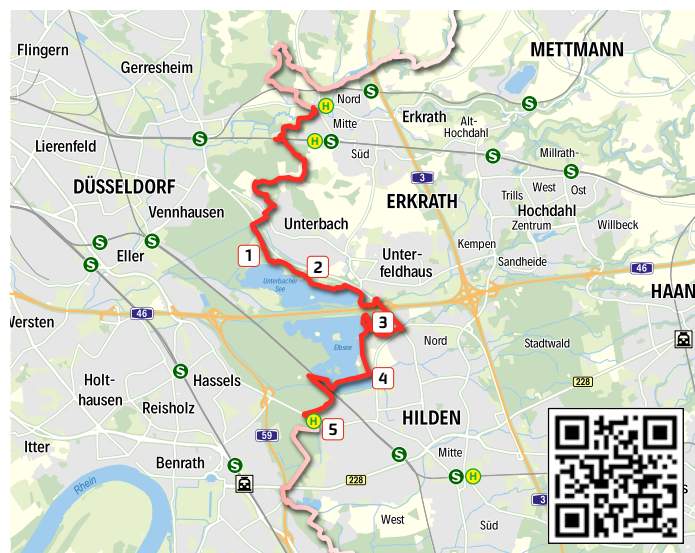 METTMANN
Flingern
Gerresheim
S
H
Nord
S
Erkrath
Alt-
Hochdahl
Mitte
S
H
S
Süd
S
Millrath-
S
Lierenfeld
3
DÜSSELDORF
ERKRATH
West
Ost
Trills
Hochdahl
Zentrum
Willbeck
Vennhausen
Unterbach
Kempen
Sandheide
S
S
Eller
S
1
2
Unter-
feldhaus
46
Unterbacher
See
HAAN
46
3
Versten
Elbsee
Nord
Stadtwald
S
Hassels
4
228
Holt-
hausen
Reisholz
HILDEN
H
5
59
Itter
Benrath
S
S
Mitte
228
S
H
Rhein
3
s
West
Süd